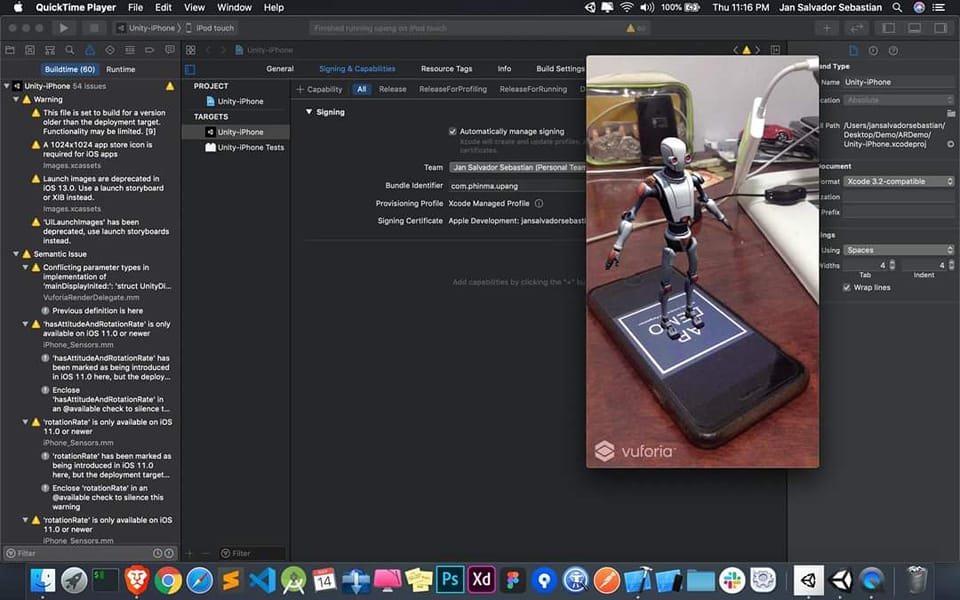 QuickTime Player File Edit View Window Help
100% Thu 11:16 PM Jan Salvador Sebastian
Unity-iPhone iPod touch
Finished running upang on iPod touch
60
Unity-iPhone
Buildtime (60) Runtime
Unity-iPhone 54 issues
Warning
This file is set to build for a version
older than the deployment target.
Functionality may be limited. [9]
A 1024x1024 app store icon is
required for iOS apps
Images.xcassets
Launch images are deprecated in
iOS 13.0. Use a launch storyboard
or XIB instead.
Images.xcassets
'UILaunchImages' has been
deprecated, use launch storyboards
instead.
Semantic Issue
Conflicting parameter types in
implementation of
'mainDisplayInited:': 'struct UnityDi...
VuforiaRenderDelegate.mm
Previous definition is here
'hasAttitudeAndRotationRate' is only
available on iOS 11.0 or newer
iPhone_Sensors.mm
'hasAttitudeAndRotationRate' has
been marked as being introduced
in iOS 11.0 here, but the deploy...
Enclose
'hasAttitudeAndRotationRate' in
an @available check to silence t...
'rotationRate' is only available on iOS
11.0 or newer
iPhone_Sensors.mm
'rotationRate' has been marked as
being introduced in iOS 11.0
here, but the deployment target...
Enclose 'rotationRate' in an
@available check to silence this
warning
'rotationRate' is only available on iOS
11.0 or newer
iPhone_Sensors.mm
Filter
PROJECT
Unity-iPhone
TARGETS
Unity-iPhone
Unity-iPhone Tests
Filter
General Signing & Capabilities Resource Tags Info Build Settings
+ Capability All Release ReleaseForProfiling ReleaseForRunning D
Signing
Automatically manage signing
Xcode will create and update profiles,
certificates.
Team Jan Salvador Sebastian (Personal Team
Bundle Identifier com.phinma.upang
Provisioning Profile Xcode Managed Profile
Signing Certificate Apple Development: jansalvadorsebasti
Add capabilities by clicking the "+" bu
AR
DEMO
vuforia
and Type
Name Unity-iPhone
cation Absolute
l Path /Users/jansalvadorsebastian/
Desktop/Demo/ARDemo/
Unity-iPhone.xcodeproj
Document
ormat Xcode 3.2-compatible
zation
Prefix
ngs
Using Spaces
Widths 4 4
Tab Indent
Wrap lines
14
Ps
Xd